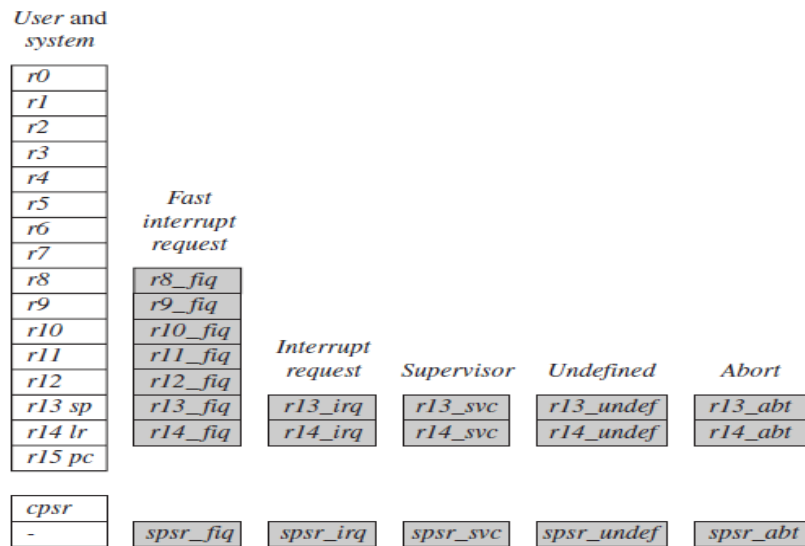 User and
system
r0
r1
r2
r3
r4
r5
r6
r7
r8
r9
r10
r11
r12
r13 sp
r14 lr
r15 pc
cpsr
-
Fast
interrupt
request
r8_fiq
r9_fiq
r10_fiq
r11_fiq
r12_fiq
r13_fiq
r14_fiq
spsr_fiq
Interrupt
request
r13_irq
r14_irq
spsr_irq
Supervisor
r13_svc
r14_svc
spsr_svc
Undefined
r13_undef
r14_undef
spsr_undef
Abort
r13_abt
r14_abt
spsr_abt